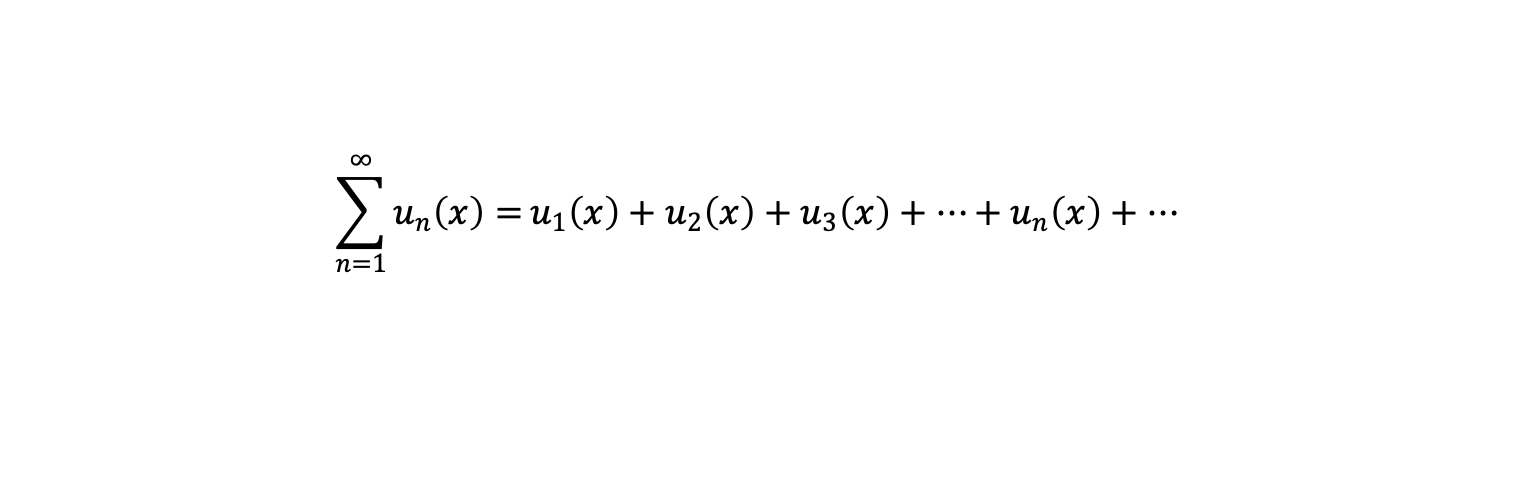 ∑_{n=1}^{∞} u_n(x) = u_1(x) + u_2(x) + u_3(x) + ⋯ + u_n(x) + ⋯